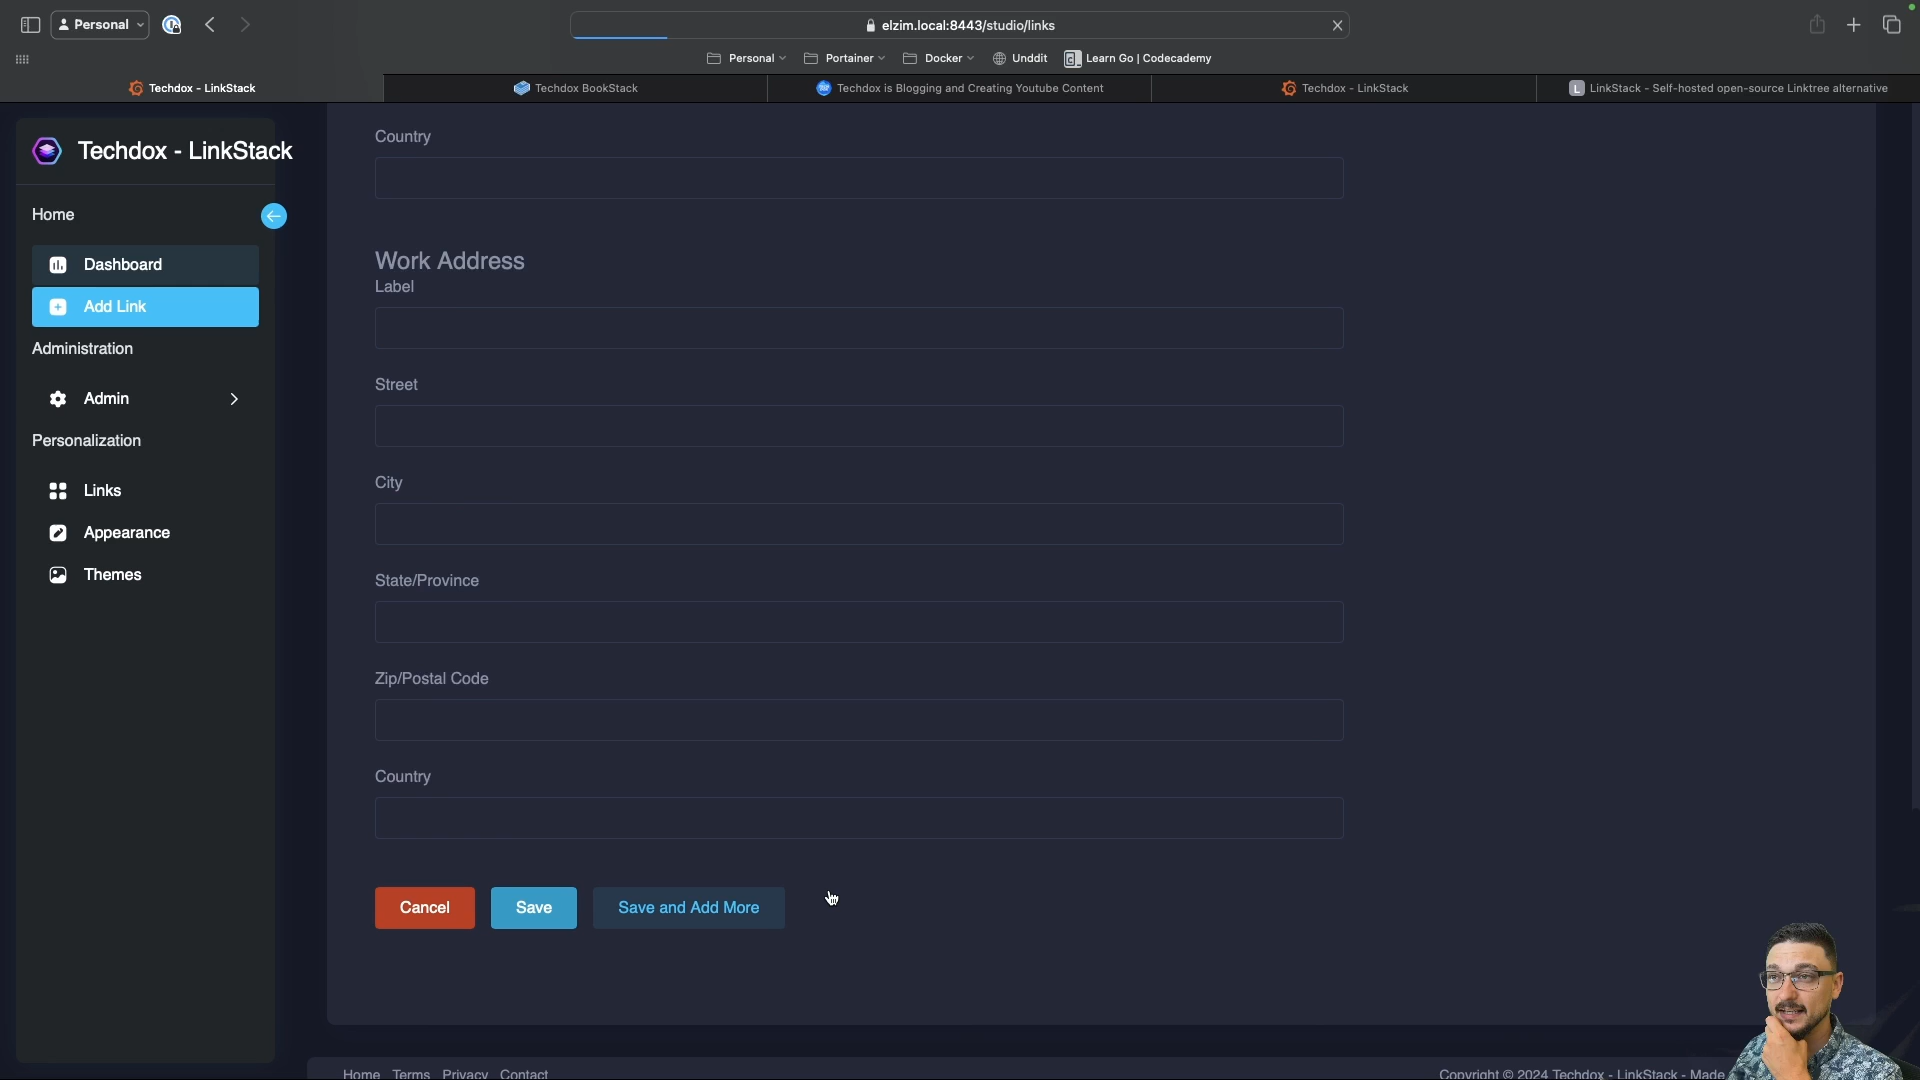 Personal
elzim.local:8443/studio/links
Personal
Portainer
Docker
Unddit
Learn Go | Codecademy
Techdox - LinkStack
Techdox BookStack
Techdox is Blogging and Creating Youtube Content
Techdox - LinkStack
L LinkStack - Self-hosted open-source Linktree alternative
Techdox - LinkStack
Home
Dashboard
Add Link
Administration
Admin
Personalization
Links
Appearance
Themes
Country
Work Address
Label
Street
City
State/Province
Zip/Postal Code
Country
Cancel
Save
Save and Add More
Home Terms Privacy Contact
Copyright © 2024 Techdox - LinkStack - Made